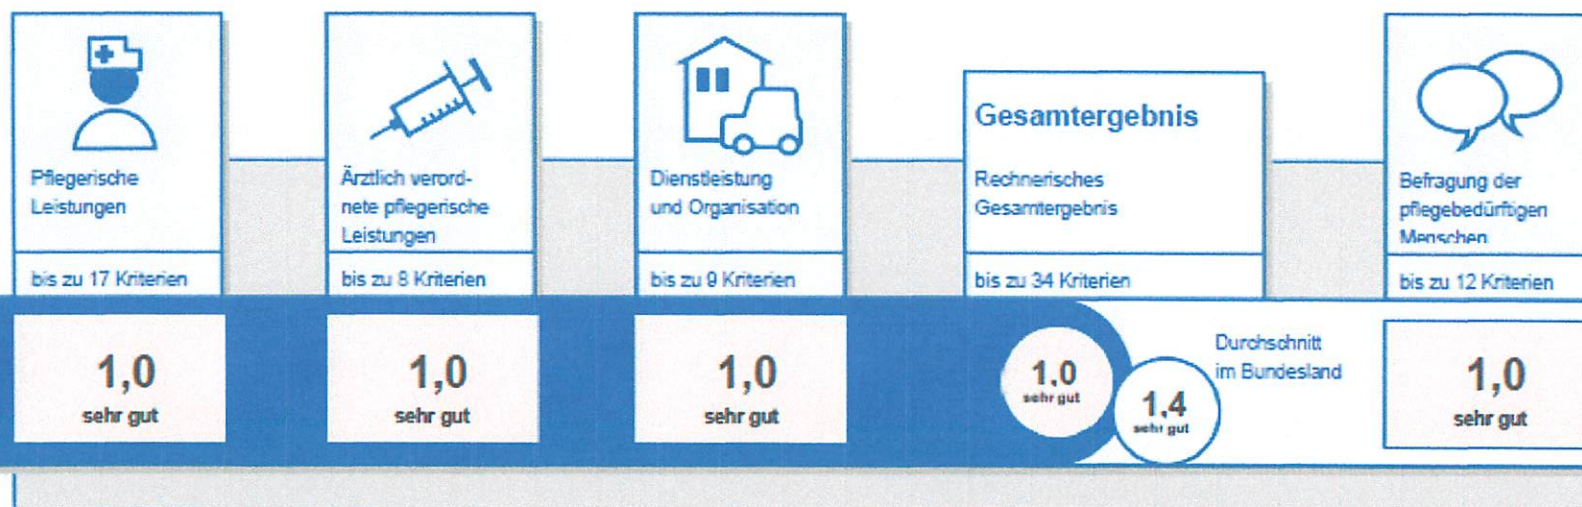 Pflegerische
Leistungen
bis zu 17 Kriterien
1,0
sehr gut
Ärztlich verord-
nete pflegerische
Leistungen
bis zu 8 Kriterien
1,0
sehr gut
Dienstleistung
und Organisation
bis zu 9 Kriterien
1,0
sehr gut
Gesamtergebnis
Rechnerisches
Gesamtergebnis
bis zu 34 Kriterien
1,0
sehr gut
1,4
sehr gut
Durchschnitt
im Bundesland
Befragung der
pflegebedürftigen
Menschen
bis zu 12 Kriterien
1,0
sehr gut